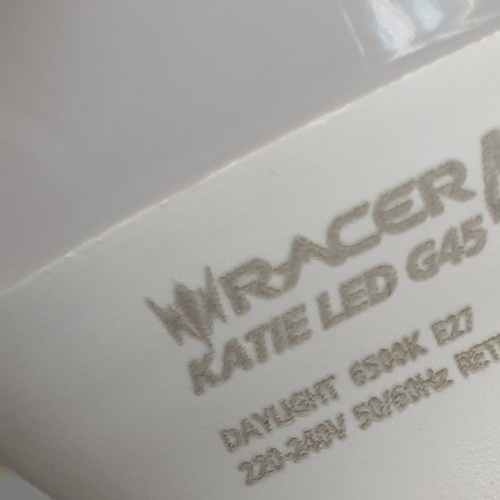 RACER
KATIE LED G45
DAYLIGHT 6500K E27
220-240V 50/60Hz